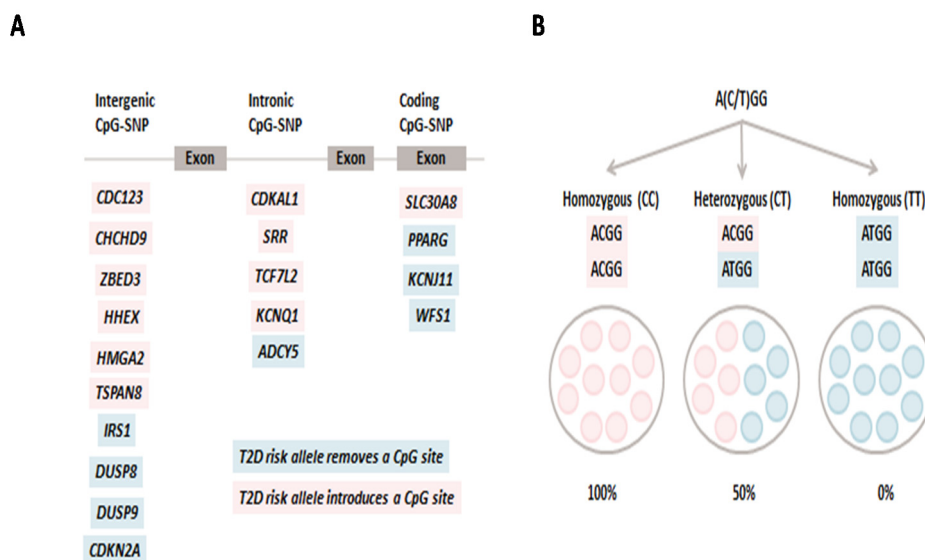 A
Intergenic
CpG-SNP
Intronic
CpG-SNP
Coding
CpG-SNP
Exon
Exon
Exon
CDC123
CHCHD9
ZBED3
HHEX
HMGA2
TSPAN8
IRS1
DUSP8
DUSP9
CDKN2A
CDKAL1
SRR
TCF7L2
KCNQ1
ADCY5
SLC30A8
PPARG
KCNJ11
WFS1
T2D risk allele removes a CpG site
T2D risk allele introduces a CpG site
B
A(C/T)GG
Homozygous (CC)
ACGG
ACGG
100%
Heterozygous (CT)
ACGG
ATGG
50%
Homozygous (TT)
ATGG
ATGG
0%